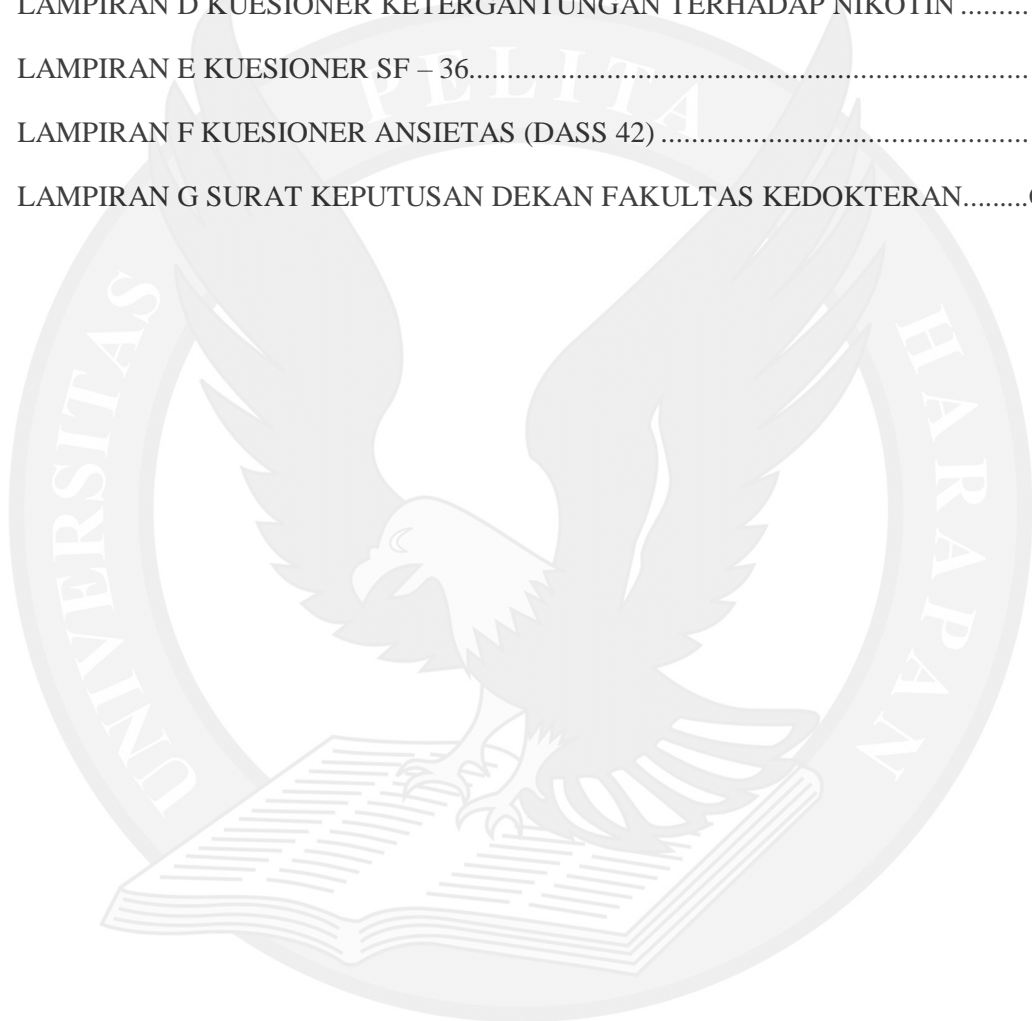 LAMPIRAN D KUESIONER KETERGANTUNGAN TERHADAP NIKOTIN .........
LAMPIRAN E KUESIONER SF – 36.................................................................................
LAMPIRAN F KUESIONER ANSIETAS (DASS 42) .....................................................
LAMPIRAN G SURAT KEPUTUSAN DEKAN FAKULTAS KEDOKTERAN.........
UNIVERSITAS PELITA HARAPAN